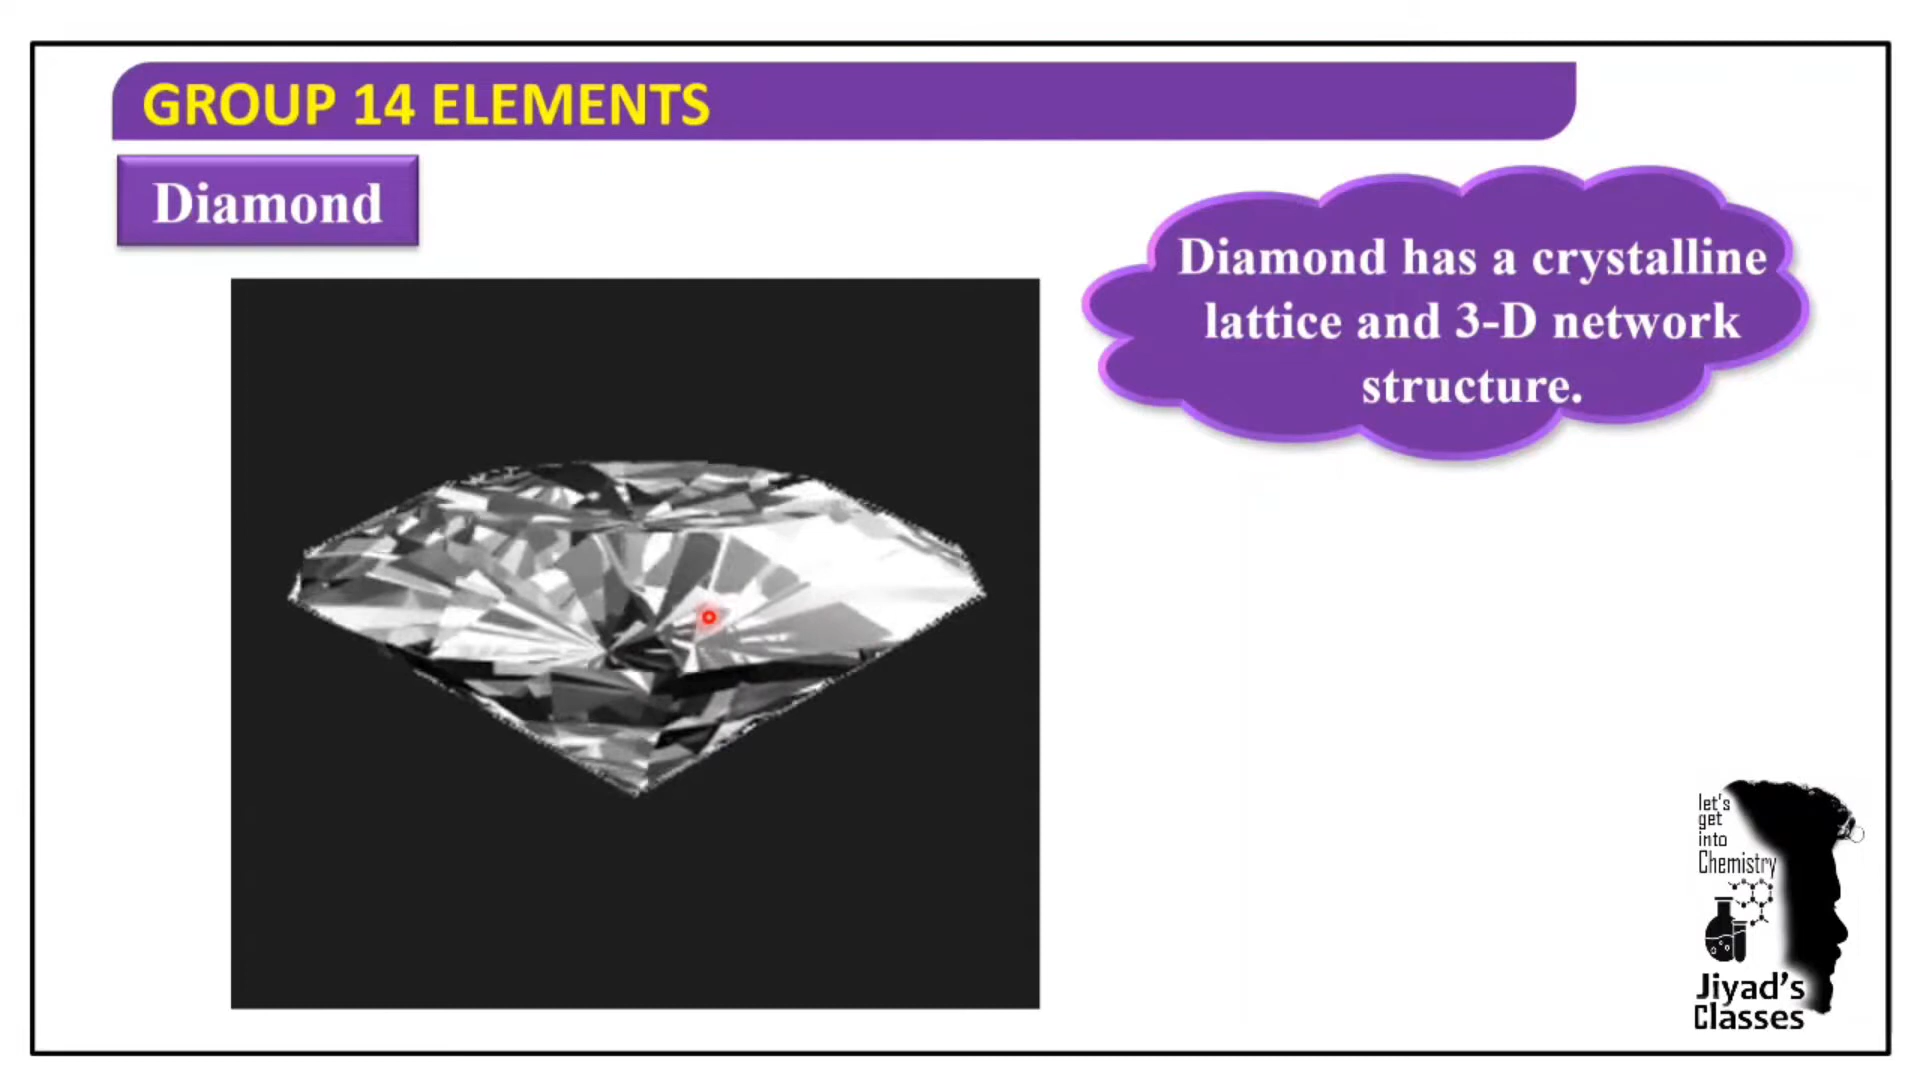 GROUP 14 ELEMENTS
Diamond
Diamond has a crystalline
lattice and 3-D network
structure.
let's
get
into
Chemistry
Jiyad's
Classes